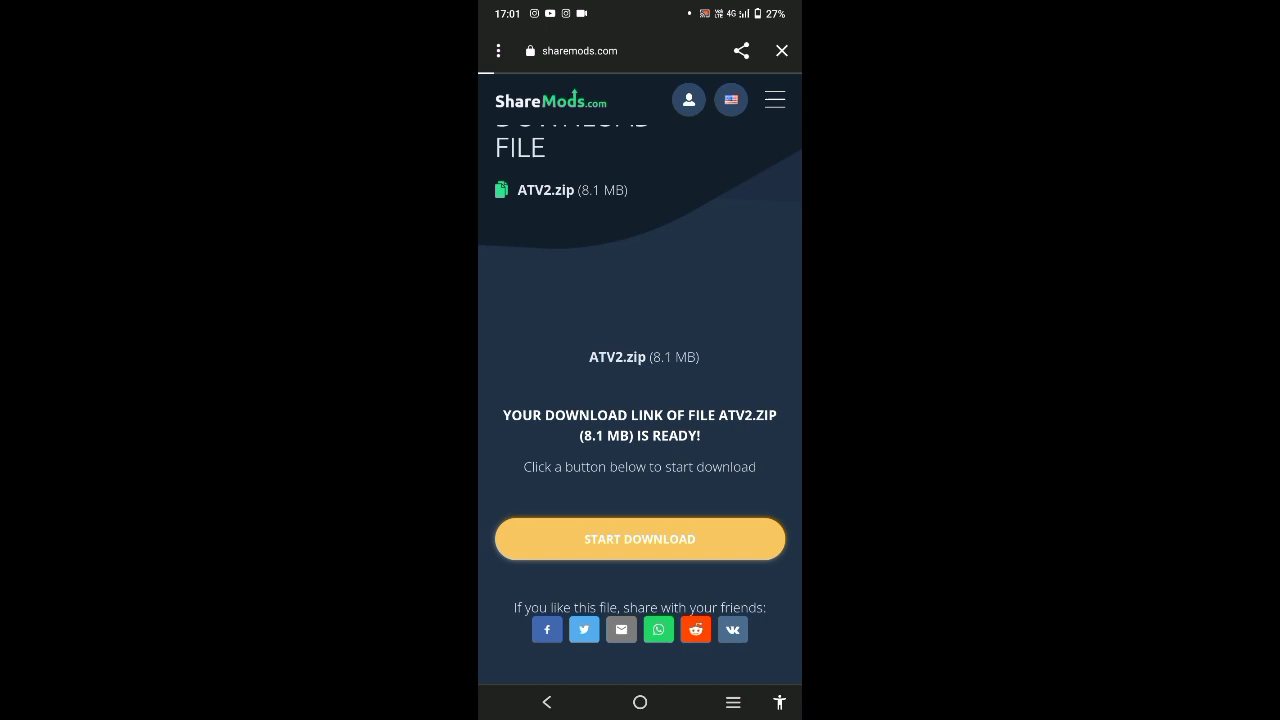 17:01
4G
27%
sharemods.com
ShareMods.com
DOWNLOAD
FILE
ATV2.zip (8.1 MB)
ATV2.zip (8.1 MB)
YOUR DOWNLOAD LINK OF FILE ATV2.ZIP
(8.1 MB) IS READY!
Click a button below to start download
START DOWNLOAD
If you like this file, share with your friends: